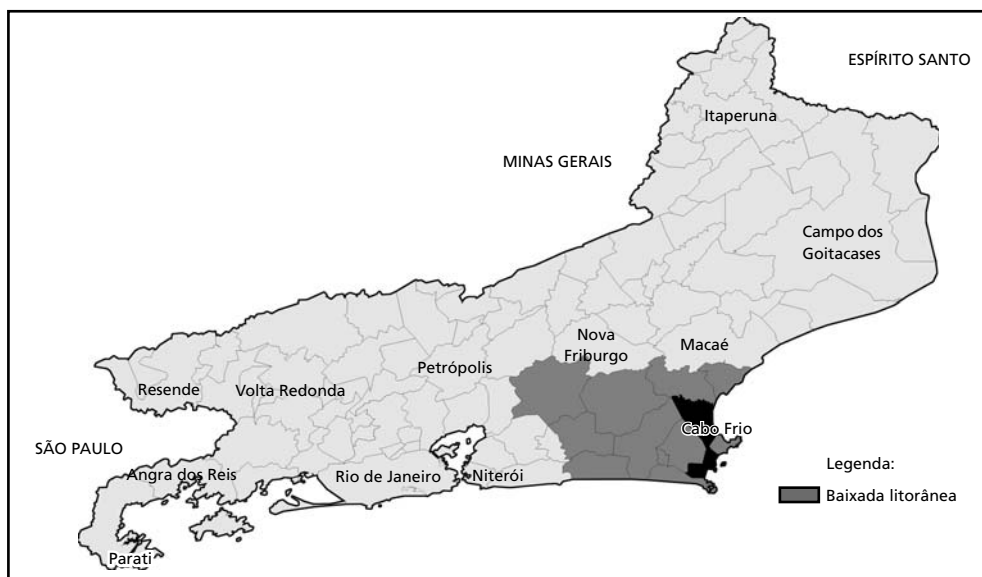 ESPÍRITO SANTO
Itaperuna
MINAS GERAIS
Campo dos
Goitacases
Nova
Friburgo
Macaé
Petrópolis
Resende
Volta Redonda
Cabo Frio
SÃO PAULO
Angra dos Reis
Rio de Janeiro
Niterói
Legenda:
Baixada litorânea
Parati